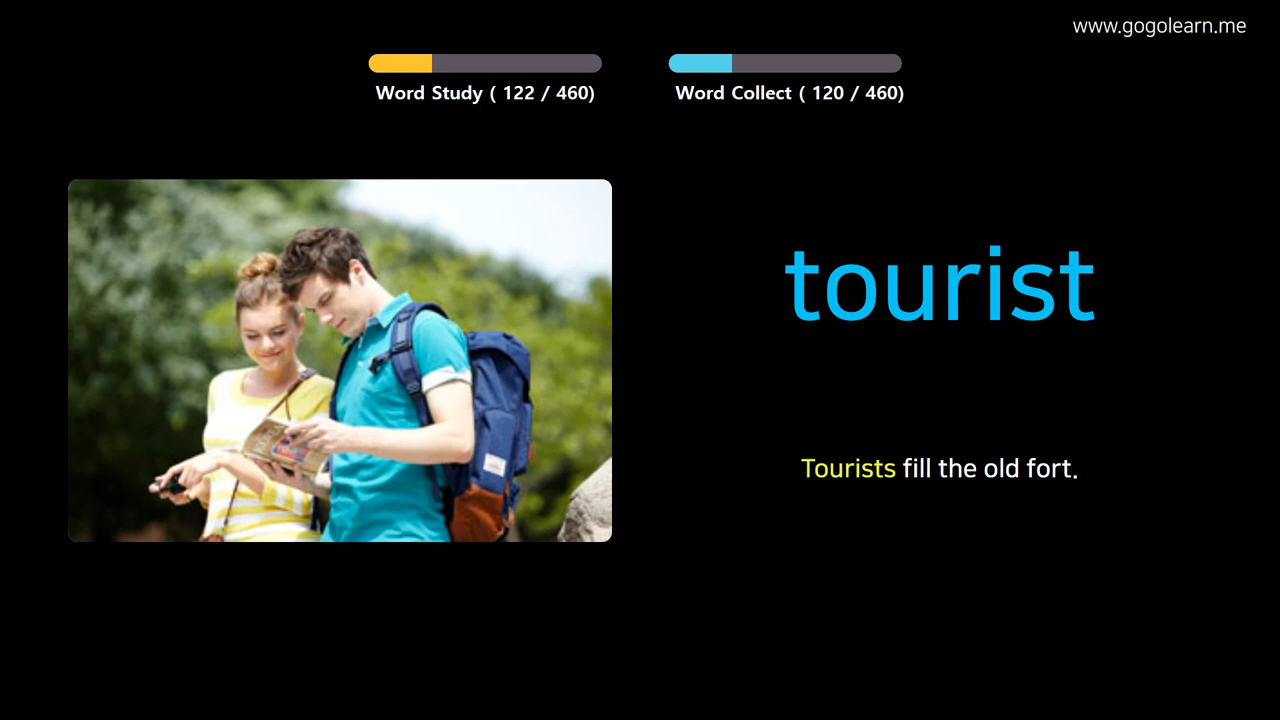 www.gogolearn.me
Word Study ( 122 / 460)
Word Collect ( 120 / 460)
tourist
Tourists fill the old fort.